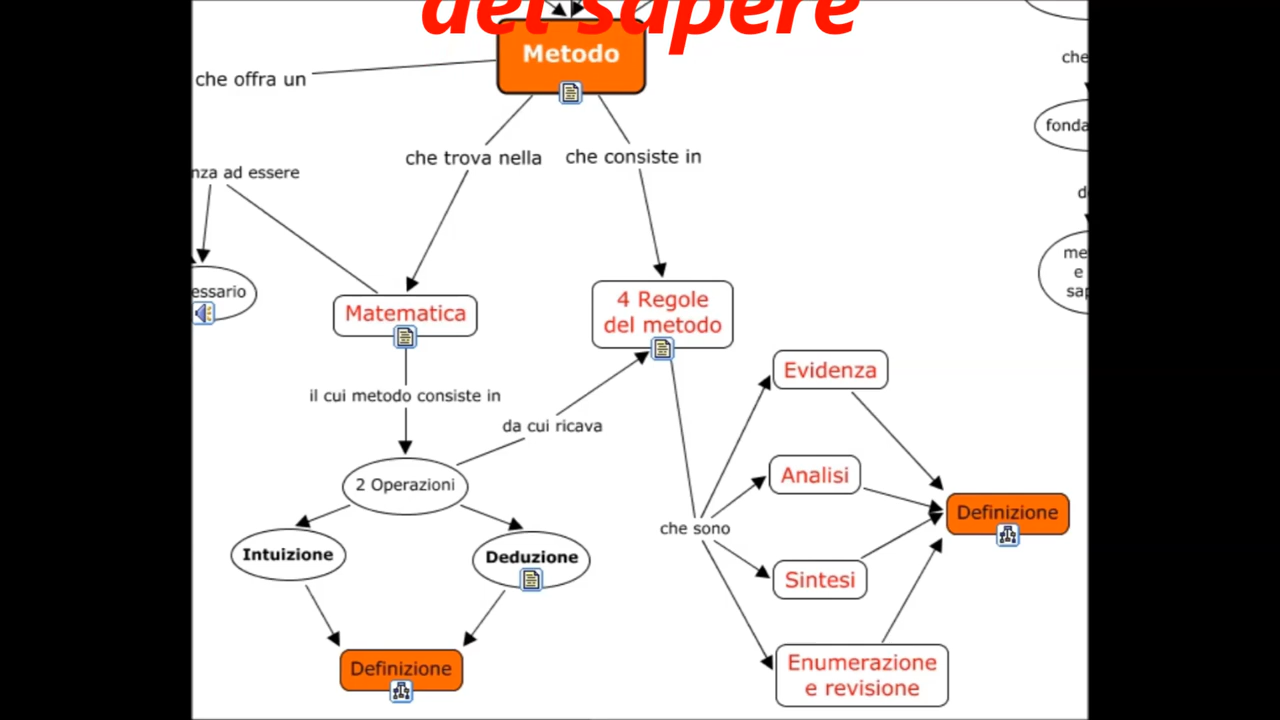 del sapere
Metodo
che offra un
che
fonda
che trova nella
che consiste in
nza ad essere
essario
Matematica
4 Regole
del metodo
me
e
sap
il cui metodo consiste in
da cui ricava
Evidenza
2 Operazioni
Analisi
Definizione
che sono
Intuizione
Deduzione
Sintesi
Definizione
Enumerazione
e revisione